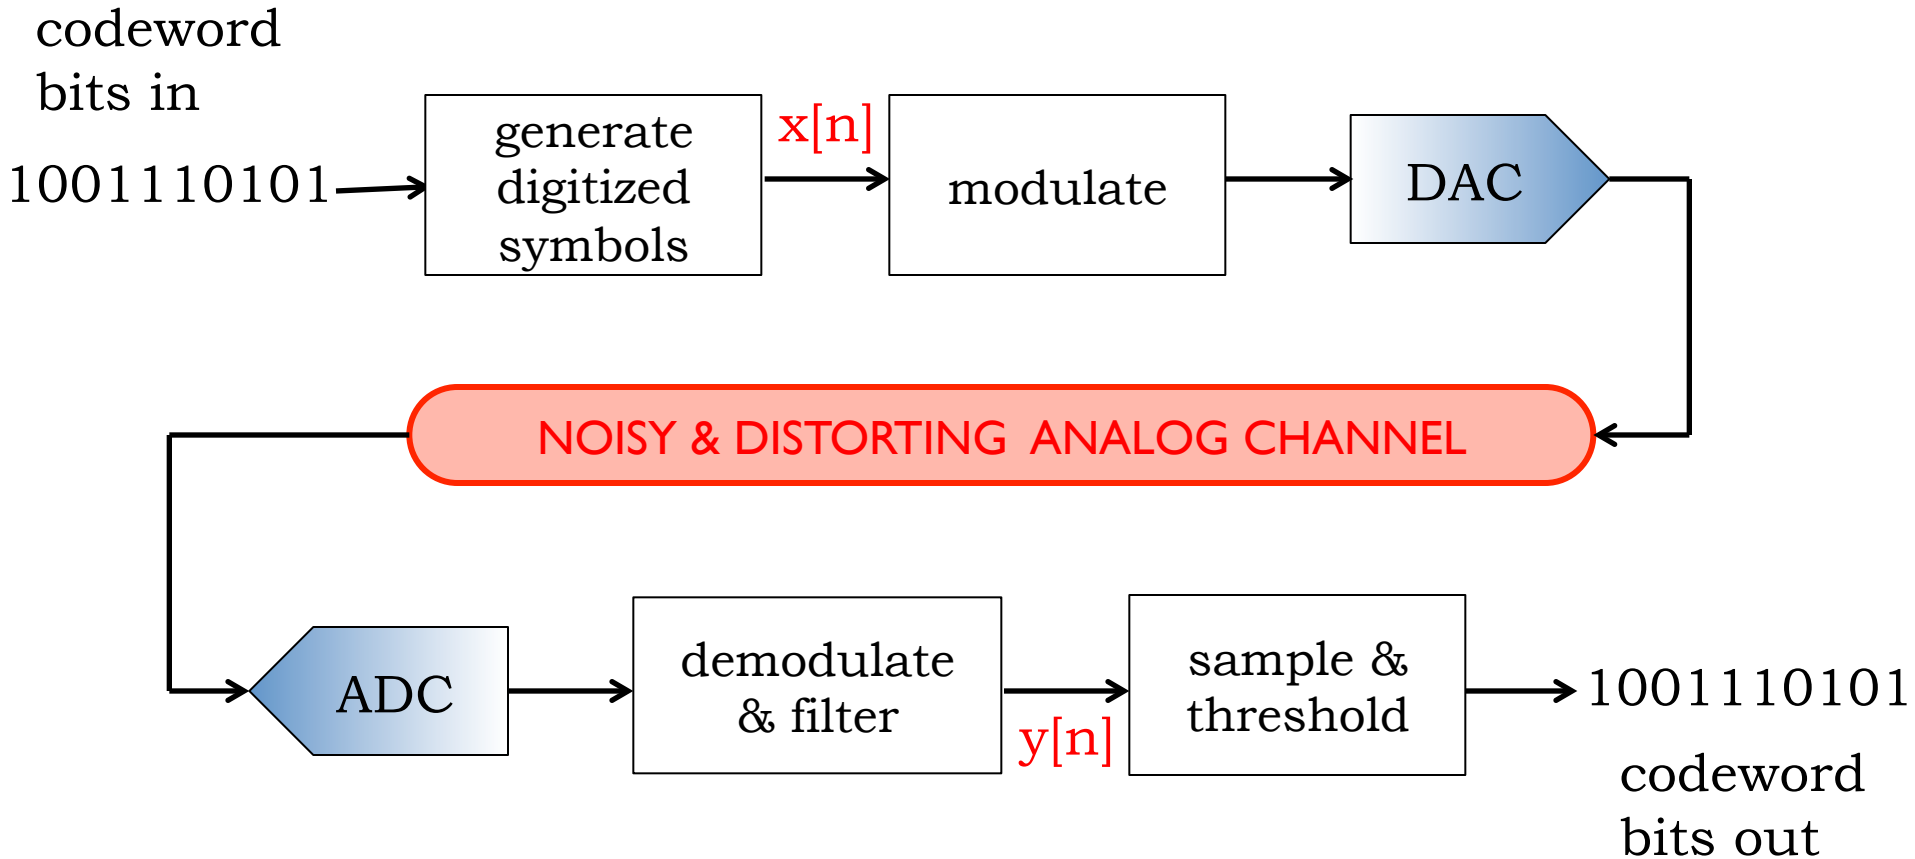 codeword
bits in
1001110101
generate
digitized
symbols
x[n]
modulate
DAC
NOISY & DISTORTING ANALOG CHANNEL
ADC
demodulate
& filter
y[n]
sample &
threshold
1001110101
codeword
bits out